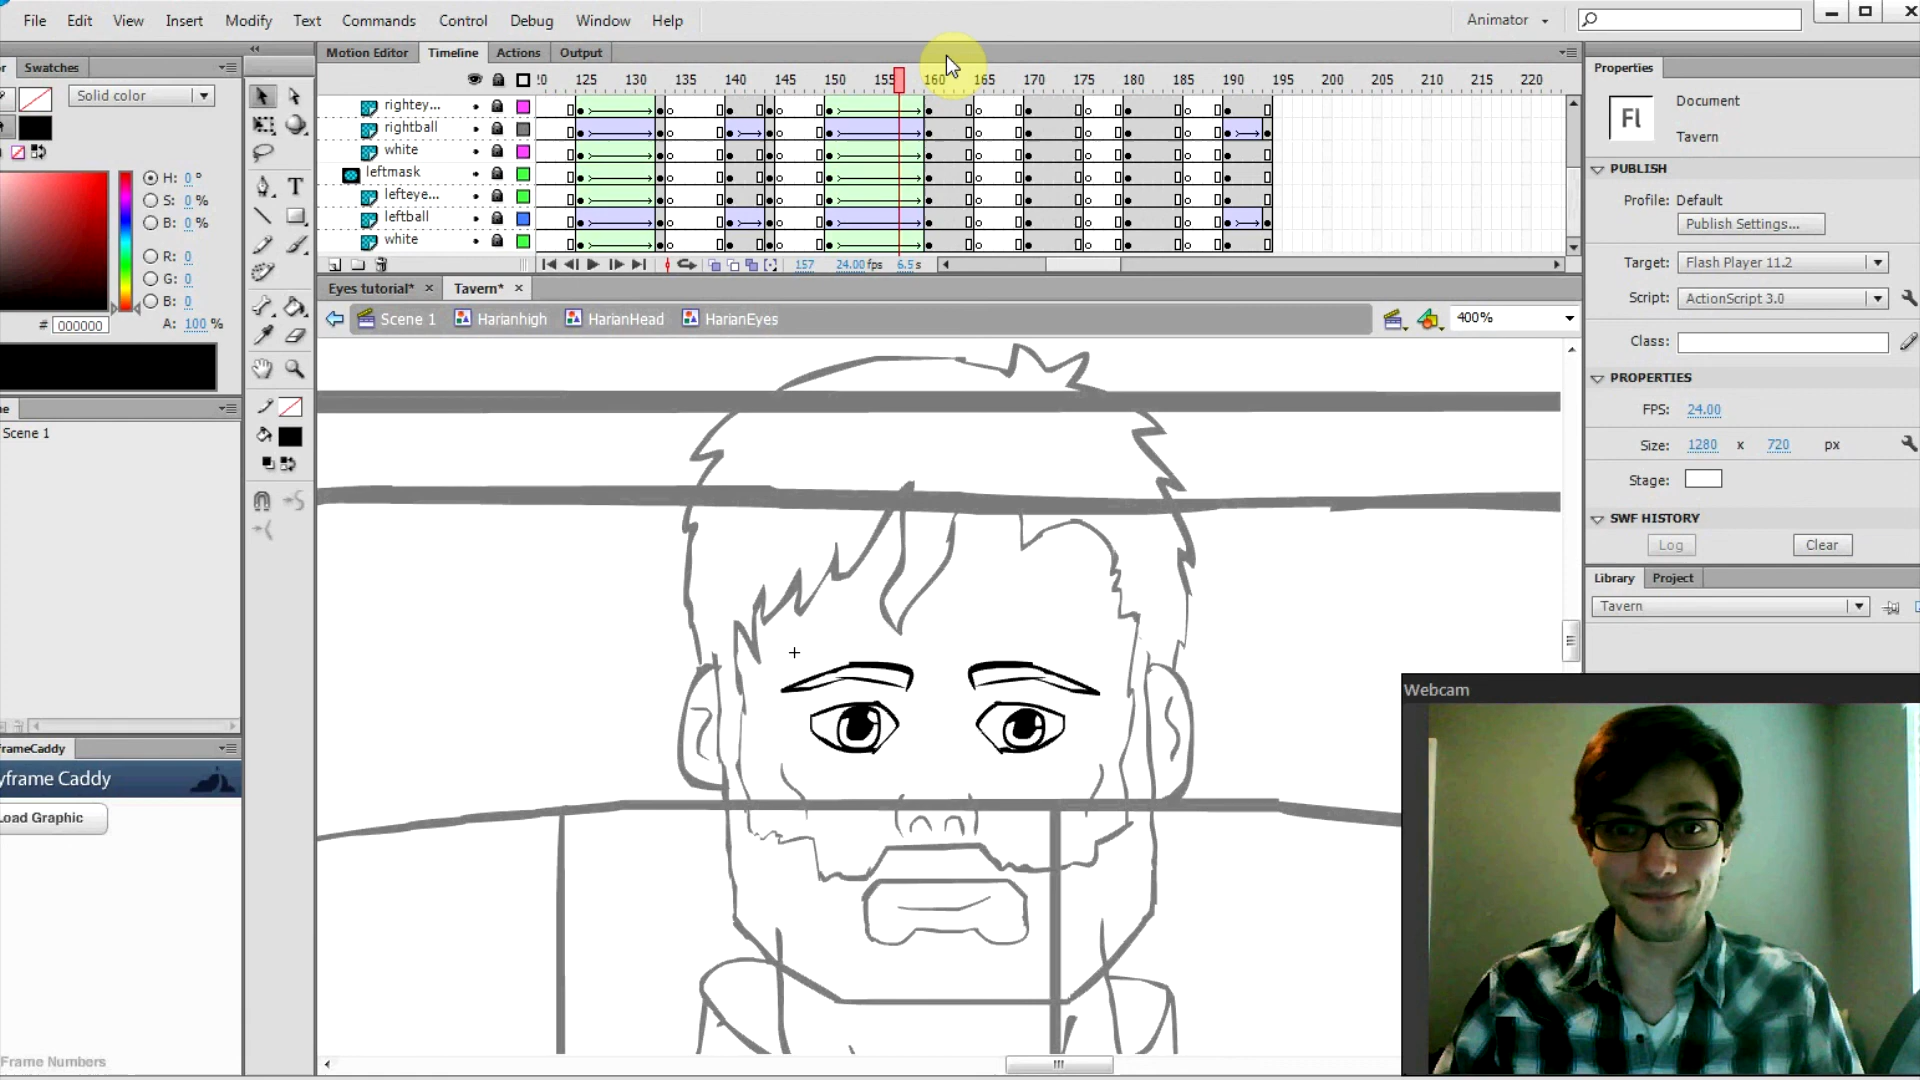 File Edit View Insert Modify Text Commands Control Debug Window Help
Animator
Motion Editor Timeline Actions Output
Swatches
Properties
125 130 135 140 145 150 155 160 165 170 175 180 185 190 195 200 205 210 215 220
Solid color
rightey...
rightball
white
leftmask
lefteye...
leftball
white
Fl
Document
Tavern
H: 0 °
S: 0 %
B: 0 %
R: 0
G: 0
B: 0
# 000000
A: 100 %
PUBLISH
Profile: Default
Publish Settings...
Target: Flash Player 11.2
Script: ActionScript 3.0
Class:
157 24.00 fps 6.5 s
Eyes tutorial* × Tavern* ×
Scene 1 Harianhigh HarianHead HarianEyes
400%
PROPERTIES
FPS: 24.00
Size: 1280 x 720 px
Stage:
SWF HISTORY
Log Clear
Library Project
Tavern
Scene 1
frameCaddy
yframe Caddy
Load Graphic
Frame Numbers
Webcam